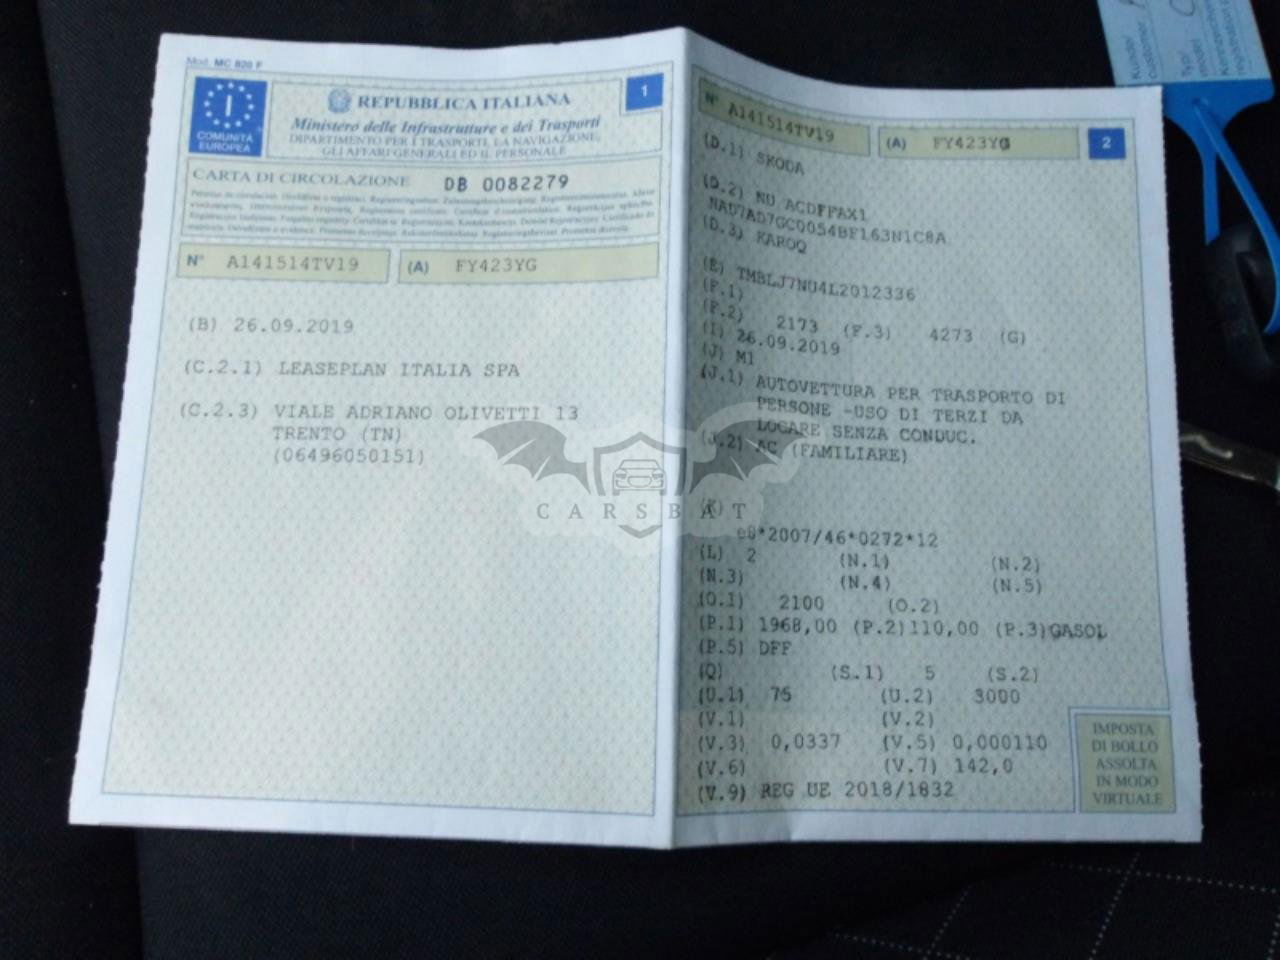 Mod. MC 820 F
I
COMUNITA
EUROPEA
REPUBBLICA ITALIANA
Ministero delle Infrastrutture e dei Trasporti
DIPARTIMENTO PER I TRASPORTI, LA NAVIGAZIONE,
GLI AFFARI GENERALI ED IL PERSONALE
1
CARTA DI CIRCOLAZIONE DB 0082279
N° A141514TV19 (A) FY423YG
(B) 26.09.2019
(C.2.1) LEASEPLAN ITALIA SPA
(C.2.3) VIALE ADRIANO OLIVETTI 13
TRENTO (TN)
(06496050151)
N° A141514TV19 (A) FY423YG
2
(D.1) SKODA
(D.2) NU ACDFFAX1
NAD7AD7GC0054BF163N1C8A
(D.3) KAROQ
(E) TMBLJ7NU4L2012336
(F.1)
(F.2) 2173 (F.3) 4273 (G)
(I) 26.09.2019
(J) M1
(J.1) AUTOVETTURA PER TRASPORTO DI
PERSONE -USO DI TERZI DA
LOCARE SENZA CONDUC.
(J.2) AC (FAMILIARE)
(K)
e8*2007/46*0272*12
(L) 2 (N.1) (N.2)
(N.3) (N.4) (N.5)
(O.1) 2100 (O.2)
(P.1) 1968,00 (P.2)110,00 (P.3)GASOL
(P.5) DFF
(Q) (S.1) 5 (S.2)
(U.1) 75 (U.2) 3000
(V.1) (V.2)
(V.3) 0,0337 (V.5) 0,000110
(V.6) (V.7) 142,0
(V.9) REG UE 2018/1832
IMPOSTA
DI BOLLO
ASSOLTA
IN MODO
VIRTUALE
CARSBAT
Kunde/
customer
Typ/
model